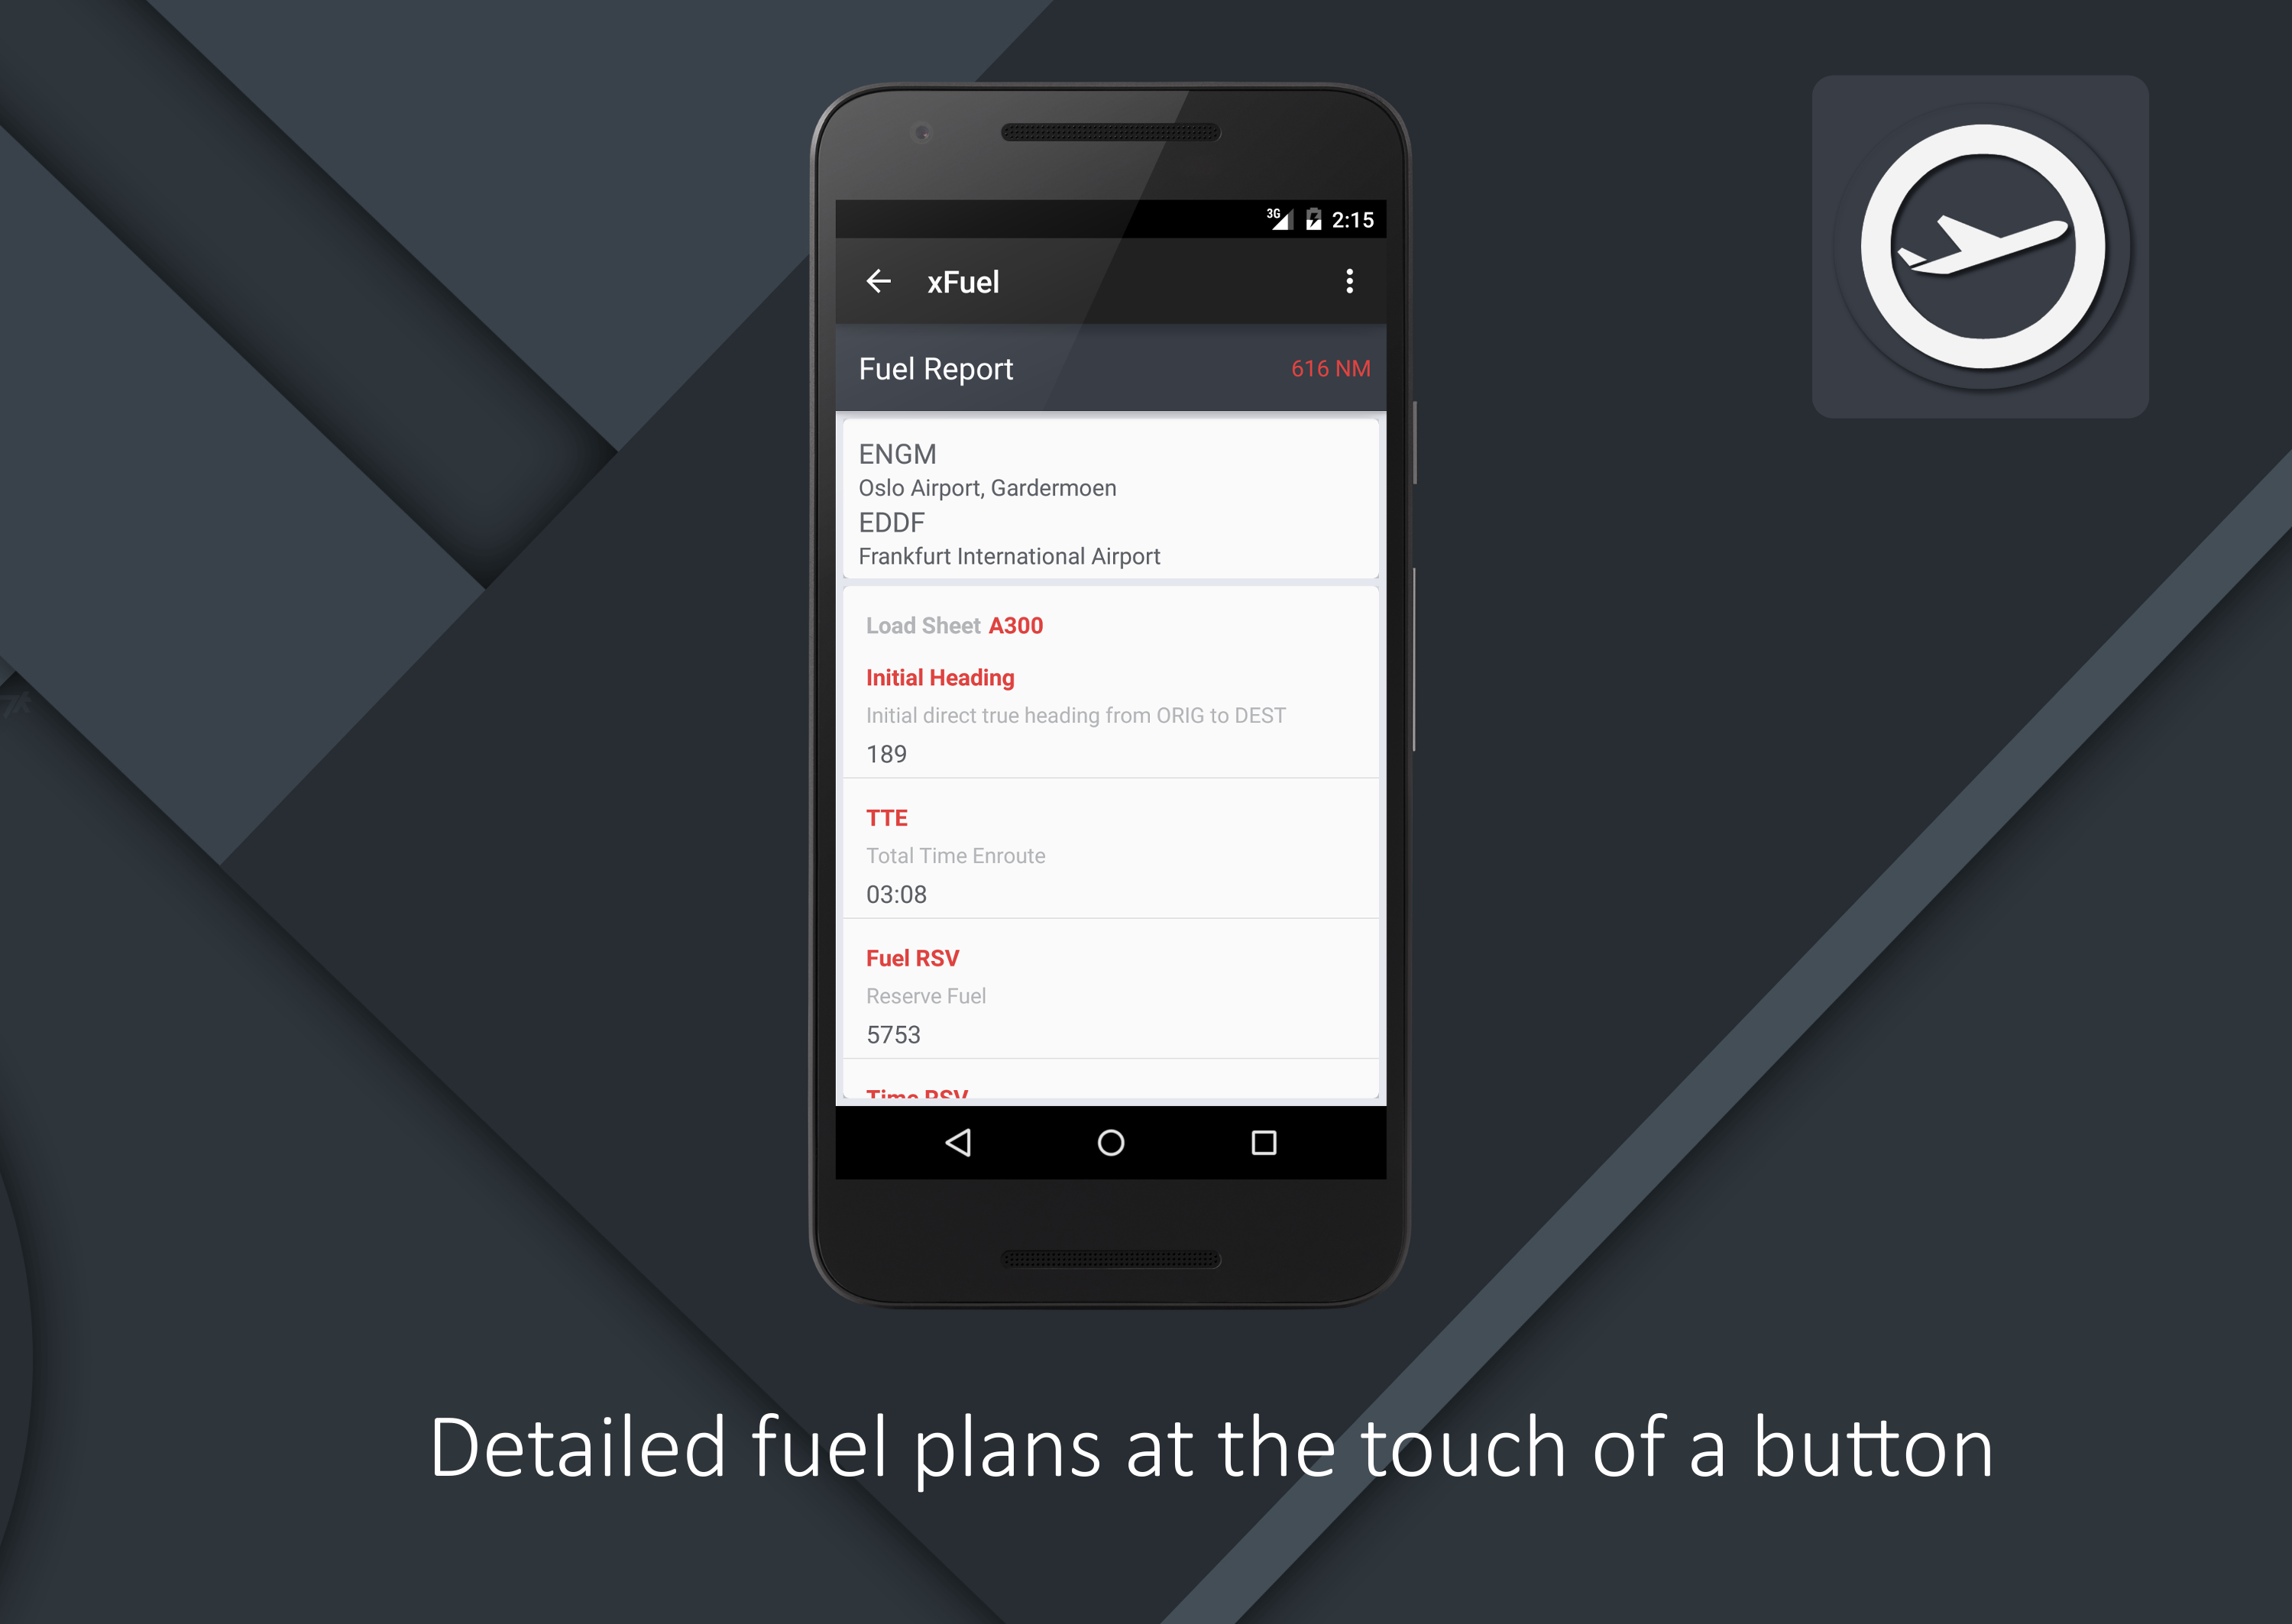 3G 2:15
xFuel
Fuel Report 616 NM
ENGM
Oslo Airport, Gardermoen
EDDF
Frankfurt International Airport
Load Sheet A300
Initial Heading
Initial direct true heading from ORIG to DEST
189
TTE
Total Time Enroute
03:08
Fuel RSV
Reserve Fuel
5753
Time RSV
Detailed fuel plans at the touch of a button